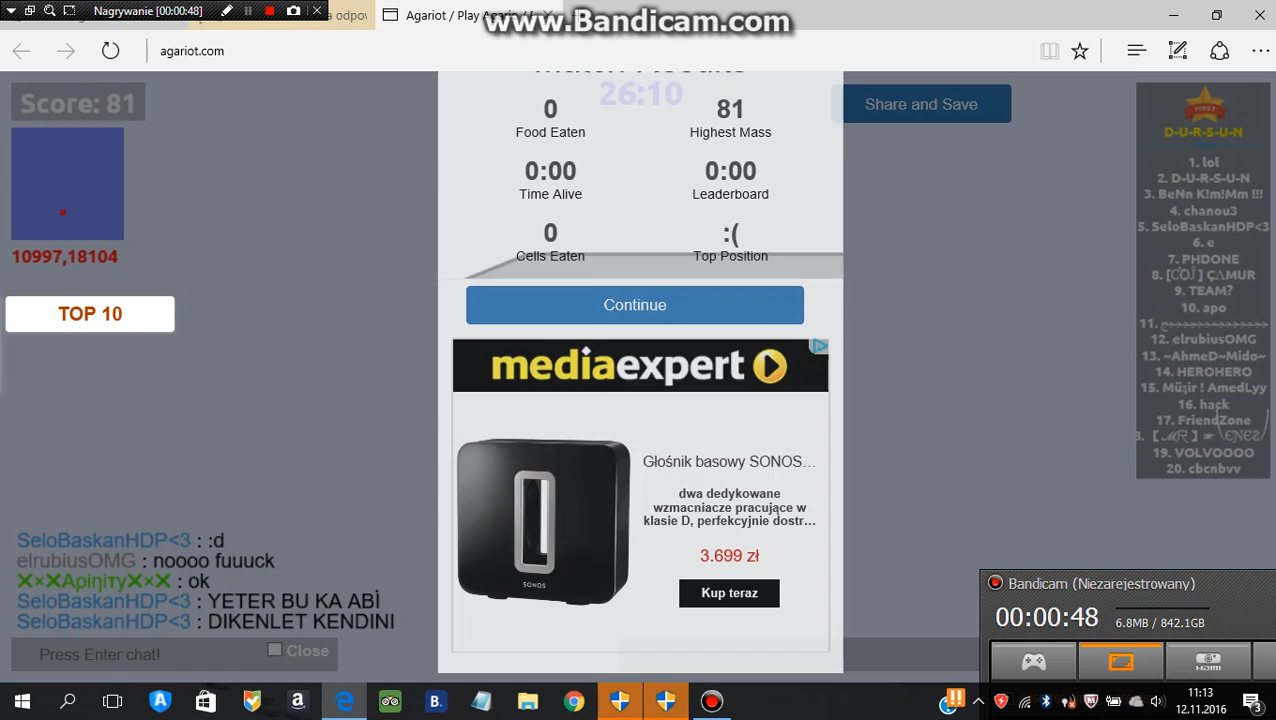 Nagrywanie [00:00:48]
Agariot / Play Agario
www.Bandicam.com
agariot.com
Score: 81
26:10
Share and Save
0
Food Eaten
81
Highest Mass
0:00
Time Alive
0:00
Leaderboard
0
Cells Eaten
:(
Top Position
Continue
10997,18104
TOP 10
D-U-R-S-U-N
1. lol
2. D-U-R-S-U-N
3. BeNn K!m!Mm !!!
4. chanou3
5. SeloBaskanHDP<3
6. e
7. PHDONE
ÇΛMUR
9. TEAM?
10. apo
12. elrubiusOMG
13. ~AhmeD~Mido~
14. HEROHERO
15. Müşir ! AmedLyy
16. hack
17. FriendZone
19. VOLVOOOO
20. cbcnbvv
mediaexpert
Głośnik basowy SONOS...
dwa dedykowane
wzmacniacze pracujące w
klasie D, perfekcyjnie dostr...
3.699 zł
Kup teraz
SONOS
SeloBaskanHDP<3 : :d
elrubiusOMG : noooo fuuuck
: ok
SeloBaskanHDP<3 : YETER BU KA ABİ
SeloBaskanHDP<3 : DIKENLET KENDINI
Press Enter chat!
Close
Bandicam (Niezarejestrowany)
00:00:48
6.8MB / 842.1GB
HDMI
11:13
12.11.2016